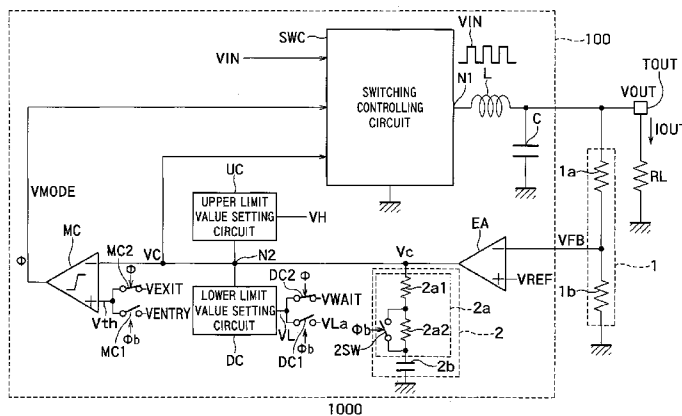 SWC
VIN
VIN
100
SWITCHING CONTROLLING CIRCUIT
N1
L
VOUT
TOUT
IOUT
C
1a
RL
UC
UPPER LIMIT VALUE SETTING CIRCUIT
VH
VMODE
Φ
MC
MC2
Φ
VC
N2
Vc
EA
VFB
VREF
1
1b
VEXIT
Vth
VENTRY
MC1
Φb
LOWER LIMIT VALUE SETTING CIRCUIT
DC
DC2
Φ
VWAIT
VL
VLa
DC1
Φb
2a1
2a
Φb
2a2
2
2SW
2b
1000